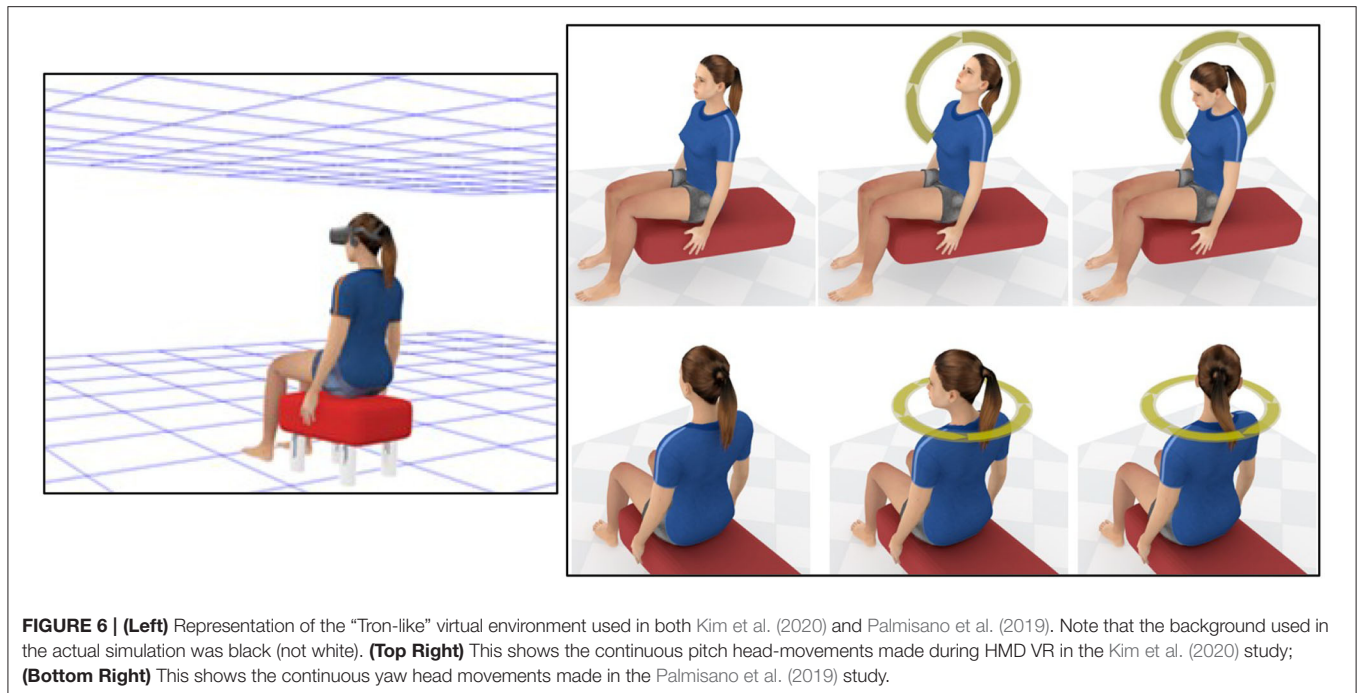 FIGURE 6 | (Left) Representation of the “Tron-like” virtual environment used in both Kim et al. (2020) and Palmisano et al. (2019). Note that the background used in
the actual simulation was black (not white). (Top Right) This shows the continuous pitch head-movements made during HMD VR in the Kim et al. (2020) study;
(Bottom Right) This shows the continuous yaw head movements made in the Palmisano et al. (2019) study.